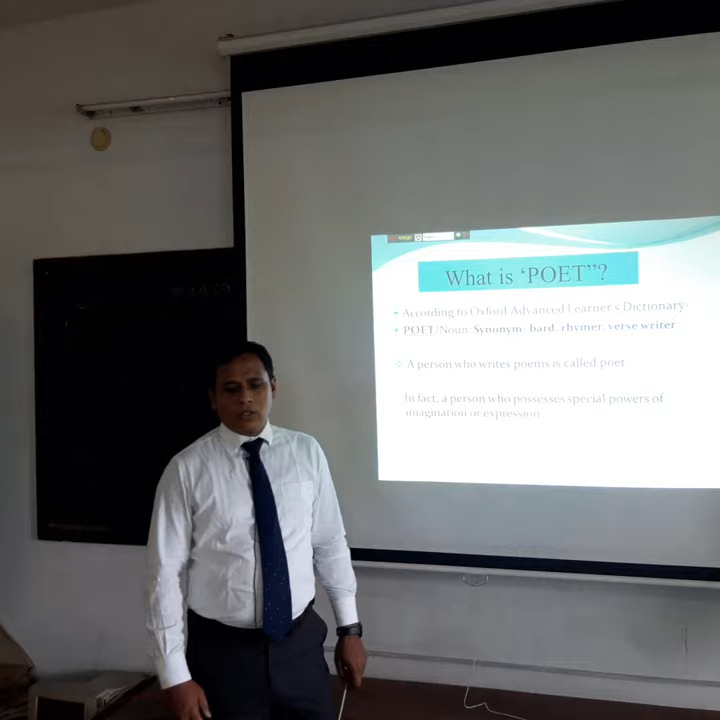 What is ‘POET”?
According to Oxford Advanced Learner's Dictionary-
POET/Noun: Synonym- bard, rhymer, verse writer
A person who writes poems is called poet
In fact, a person who possesses special powers of
imagination or expression